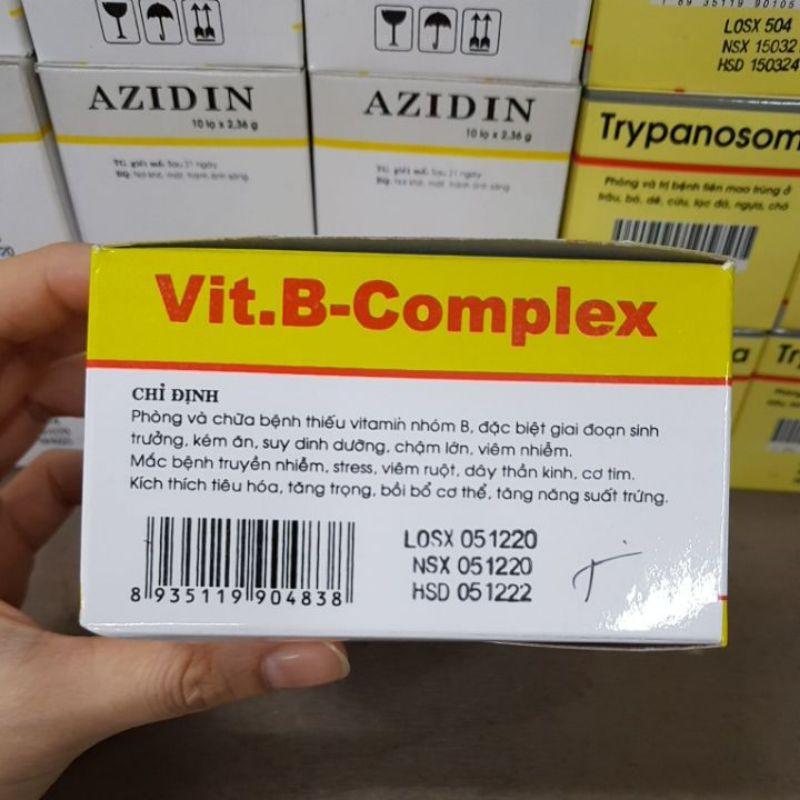 LOSX 504
NSX 15032
HSD 150324
AZIDIN
10 lọ x 2,36 g
AZIDIN
10 lọ x 2,36 g
Trypanosom
Phòng và trị bệnh tiên mao trùng ở
trâu, bò, dê, cừu, lạc đà, ngựa, chó
Vit.B-Complex
CHỈ ĐỊNH
Phòng và chữa bệnh thiếu vitamin nhóm B, đặc biệt giai đoạn sinh
trưởng, kém ăn, suy dinh dưỡng, chậm lớn, viêm nhiễm.
Mắc bệnh truyền nhiễm, stress, viêm ruột, dây thần kinh, cơ tim.
Kích thích tiêu hóa, tăng trọng, bồi bổ cơ thể, tăng năng suất trứng.
LOSX 051220
NSX 051220
HSD 051222
8 935119 904838